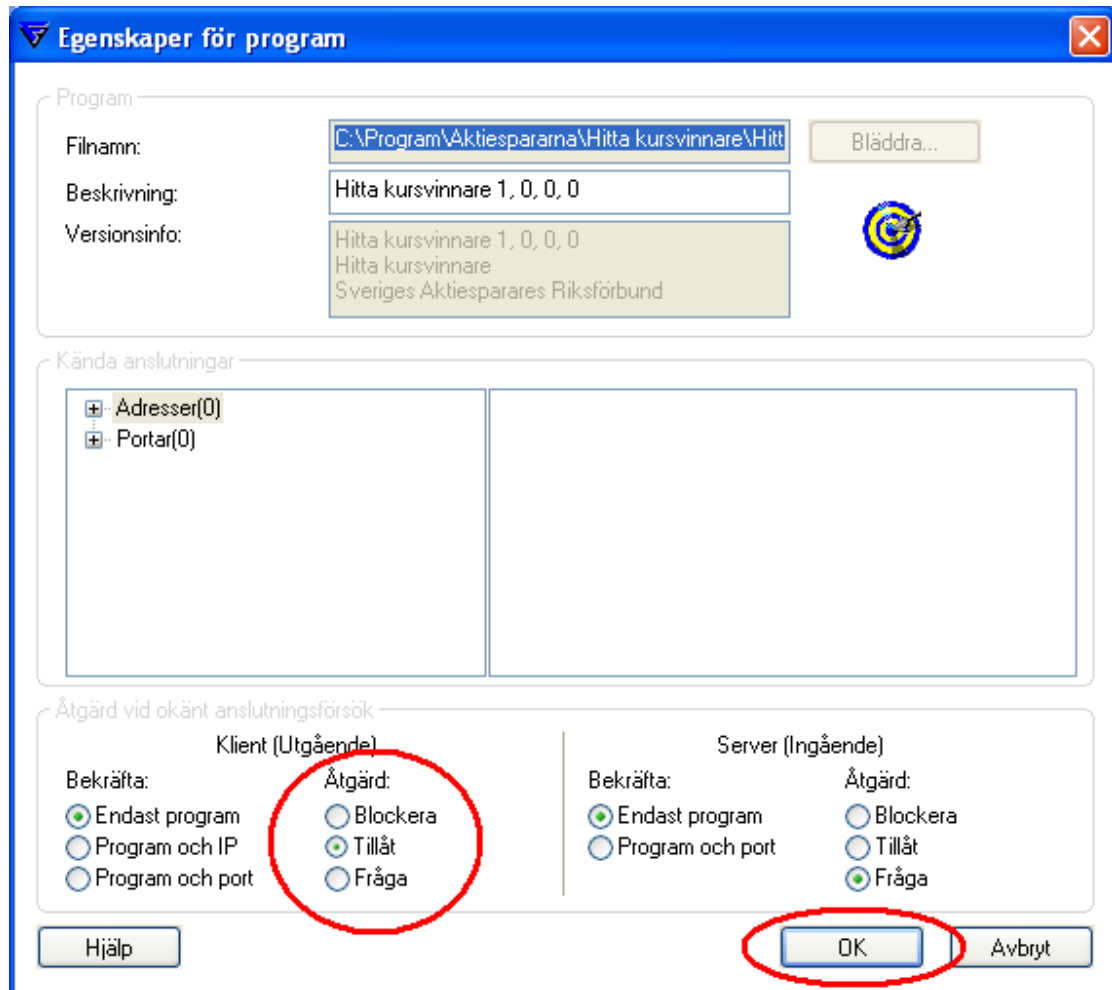 Egenskaper för program
Program
Filnamn:
C:\Program\Aktiespararna\Hitta kursvinnare\Hitt
Bläddra...
Beskrivning:
Hitta kursvinnare 1, 0, 0, 0
Versionsinfo:
Hitta kursvinnare 1, 0, 0, 0
Hitta kursvinnare
Sveriges Aktiesparares Riksförbund
Kända anslutningar
Adresser(0)
Portar(0)
Åtgärd vid okänt anslutningsförsök
Klient (Utgående)
Bekräfta:
Åtgärd:
Endast program
Blockera
Program och IP
Tillåt
Program och port
Fråga
Server (Ingående)
Bekräfta:
Åtgärd:
Endast program
Blockera
Program och port
Tillåt
Fråga
Hjälp
OK
Avbryt